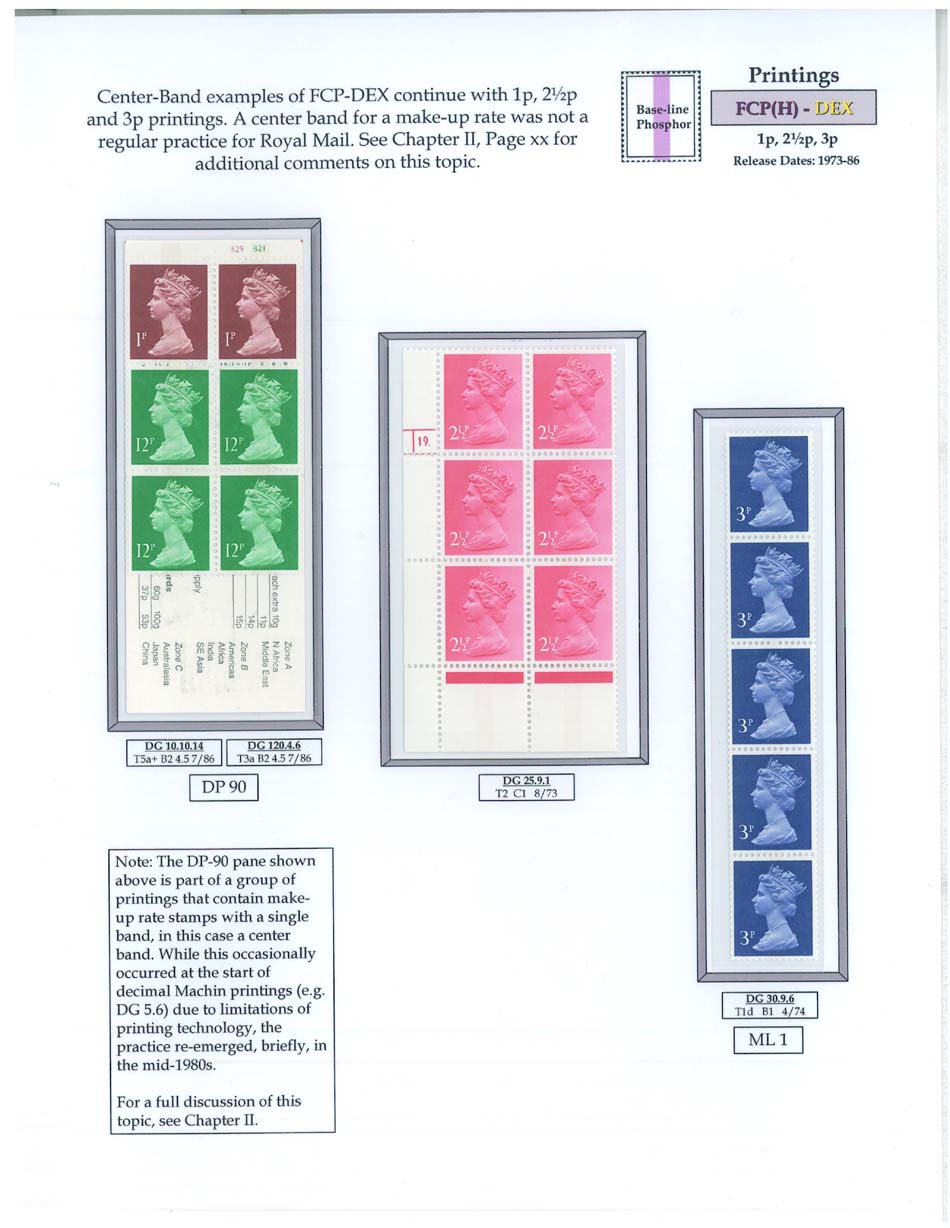 Center-Band examples of FCP-DEX continue with 1p, 2½p
and 3p printings. A center band for a make-up rate was not a
regular practice for Royal Mail. See Chapter II, Page xx for
additional comments on this topic.
Base-line
Phosphor
Printings
FCP(H) - DEX
1p, 2½p, 3p
Release Dates: 1973-86
B29 B21
1P 1P
12P 12P
12P 12P
Zone A
N Africa
Middle East
Zone B
Americas
Africa
India
SE Asia
Zone C
Australasia
Japan
China
ach extra 10g
11p
14p
15p
60g 100g
37p 53p
DG 10.10.14
T5a+ B2 4.5 7/86
DG 120.4.6
T3a B2 4.5 7/86
DP 90
19.
2½P 2½P
2½P 2½P
2½P 2½P
DG 25.9.1
T2 C1 8/73
3P
3P
3P
3P
3P
DG 30.9.6
T1d B1 4/74
ML 1
Note: The DP-90 pane shown
above is part of a group of
printings that contain make-
up rate stamps with a single
band, in this case a center
band. While this occasionally
occurred at the start of
decimal Machin printings (e.g.
DG 5.6) due to limitations of
printing technology, the
practice re-emerged, briefly, in
the mid-1980s.
For a full discussion of this
topic, see Chapter II.